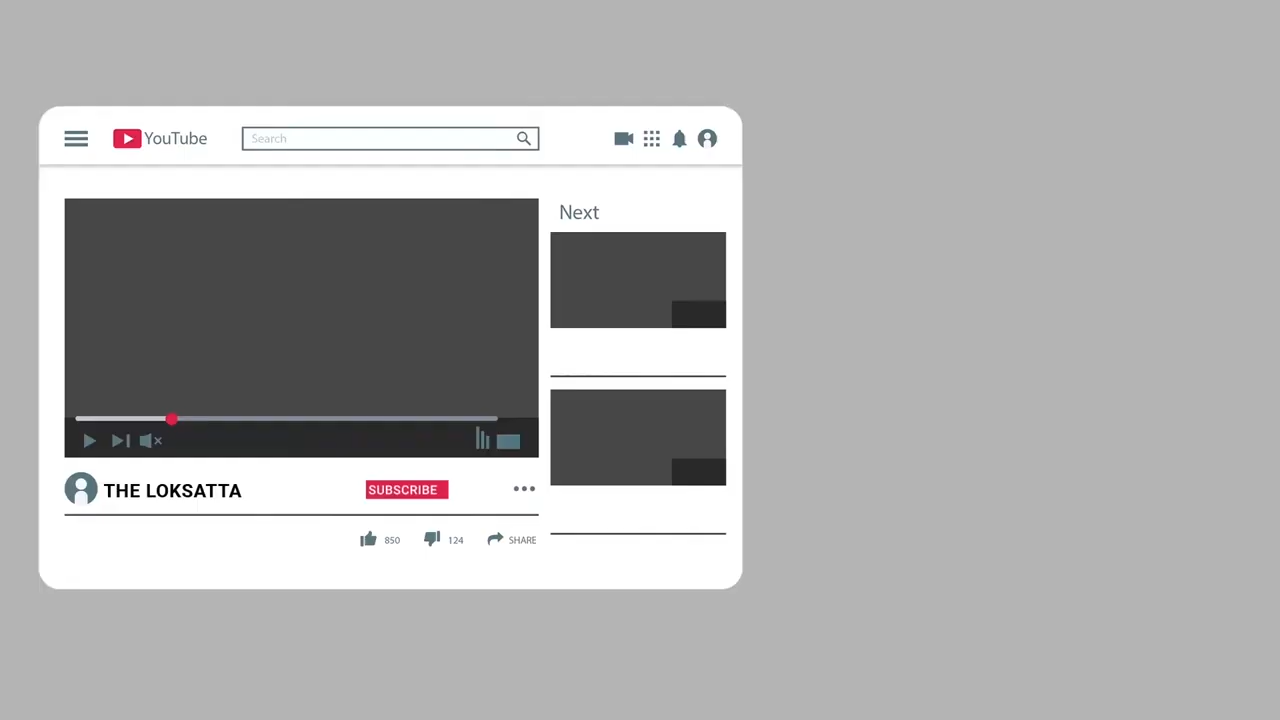 YouTube
Search
Next
THE LOKSATTA
SUBSCRIBE
850
124
SHARE